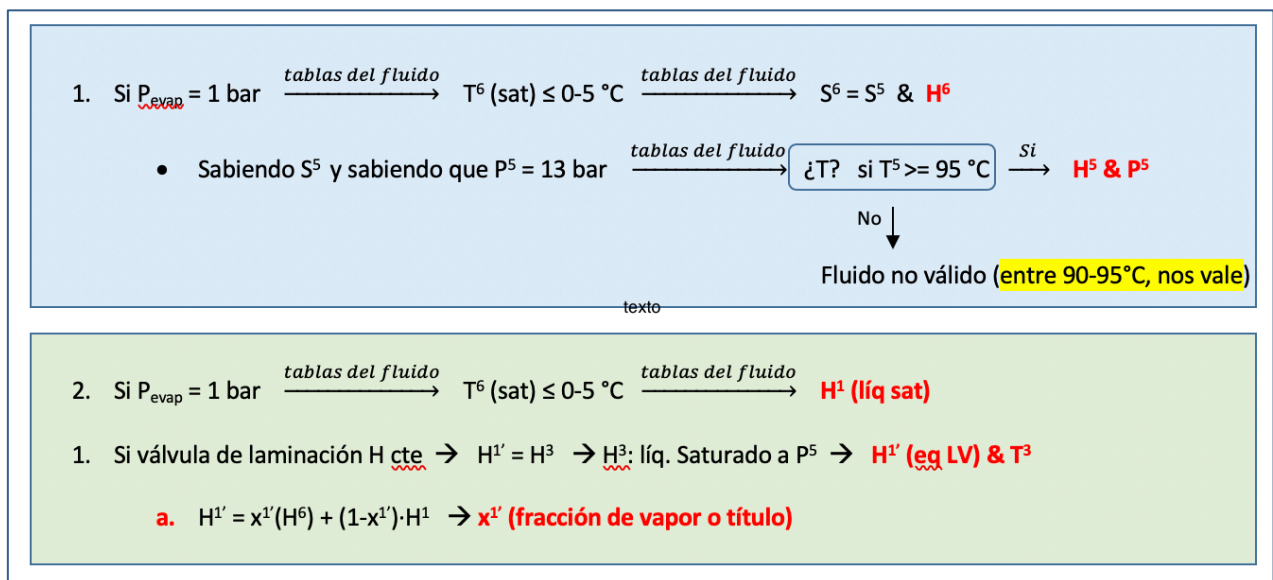 tablas del fluido tablas del fluido
1. Si Pevap = 1 bar T⁶ (sat) ≤ 0-5 °C S⁶ = S⁵ & H⁶
tablas del fluido Si
• Sabiendo S⁵ y sabiendo que P⁵ = 13 bar ¿T? si T⁵ >= 95 °C H⁵ & P⁵
No
Fluido no válido (entre 90-95°C, nos vale)
texto
tablas del fluido tablas del fluido
2. Si Pevap = 1 bar T⁶ (sat) ≤ 0-5 °C H¹ (líq sat)
1. Si válvula de laminación H cte → H¹′ = H³ → H³: líq. Saturado a P⁵ → H¹′ (eq LV) & T³
a. H¹′ = x¹′(H⁶) + (1-x¹′)·H¹ → x¹′ (fracción de vapor o título)